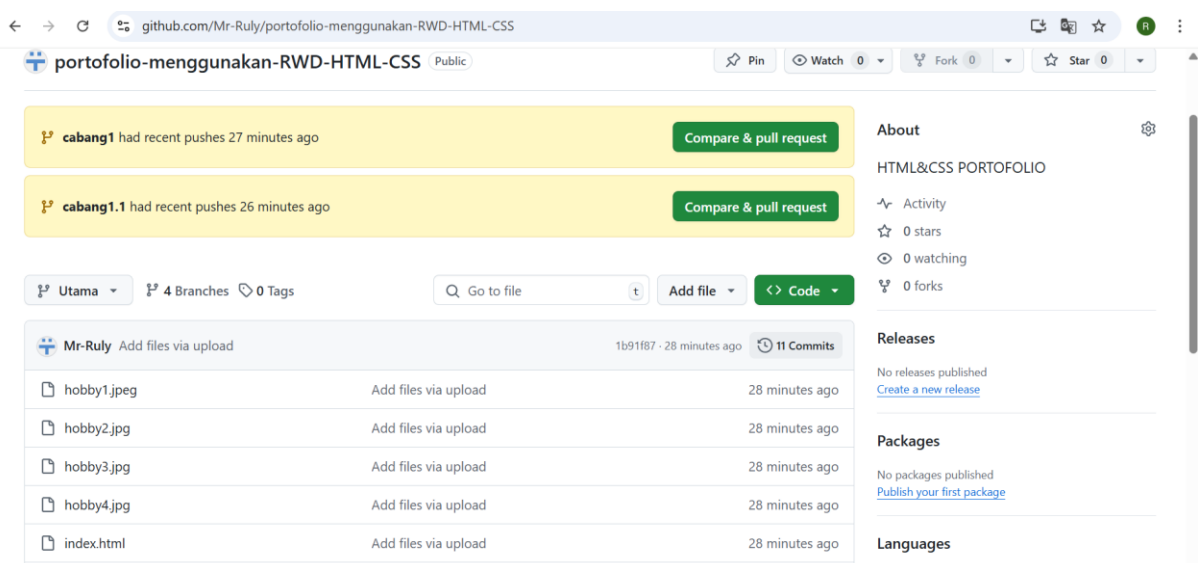 github.com/Mr-Ruly/portofolio-menggunakan-RWD-HTML-CSS
R
portofolio-menggunakan-RWD-HTML-CSS Public
Pin Watch 0 Fork 0 Star 0
cabang1 had recent pushes 27 minutes ago Compare & pull request
cabang1.1 had recent pushes 26 minutes ago Compare & pull request
Utama 4 Branches 0 Tags Go to file t Add file <> Code
Mr-Ruly Add files via upload 1b91f87 · 28 minutes ago 11 Commits
hobby1.jpeg Add files via upload 28 minutes ago
hobby2.jpg Add files via upload 28 minutes ago
hobby3.jpg Add files via upload 28 minutes ago
hobby4.jpg Add files via upload 28 minutes ago
index.html Add files via upload 28 minutes ago
About
HTML&CSS PORTOFOLIO
Activity
0 stars
0 watching
0 forks
Releases
No releases published
Create a new release
Packages
No packages published
Publish your first package
Languages